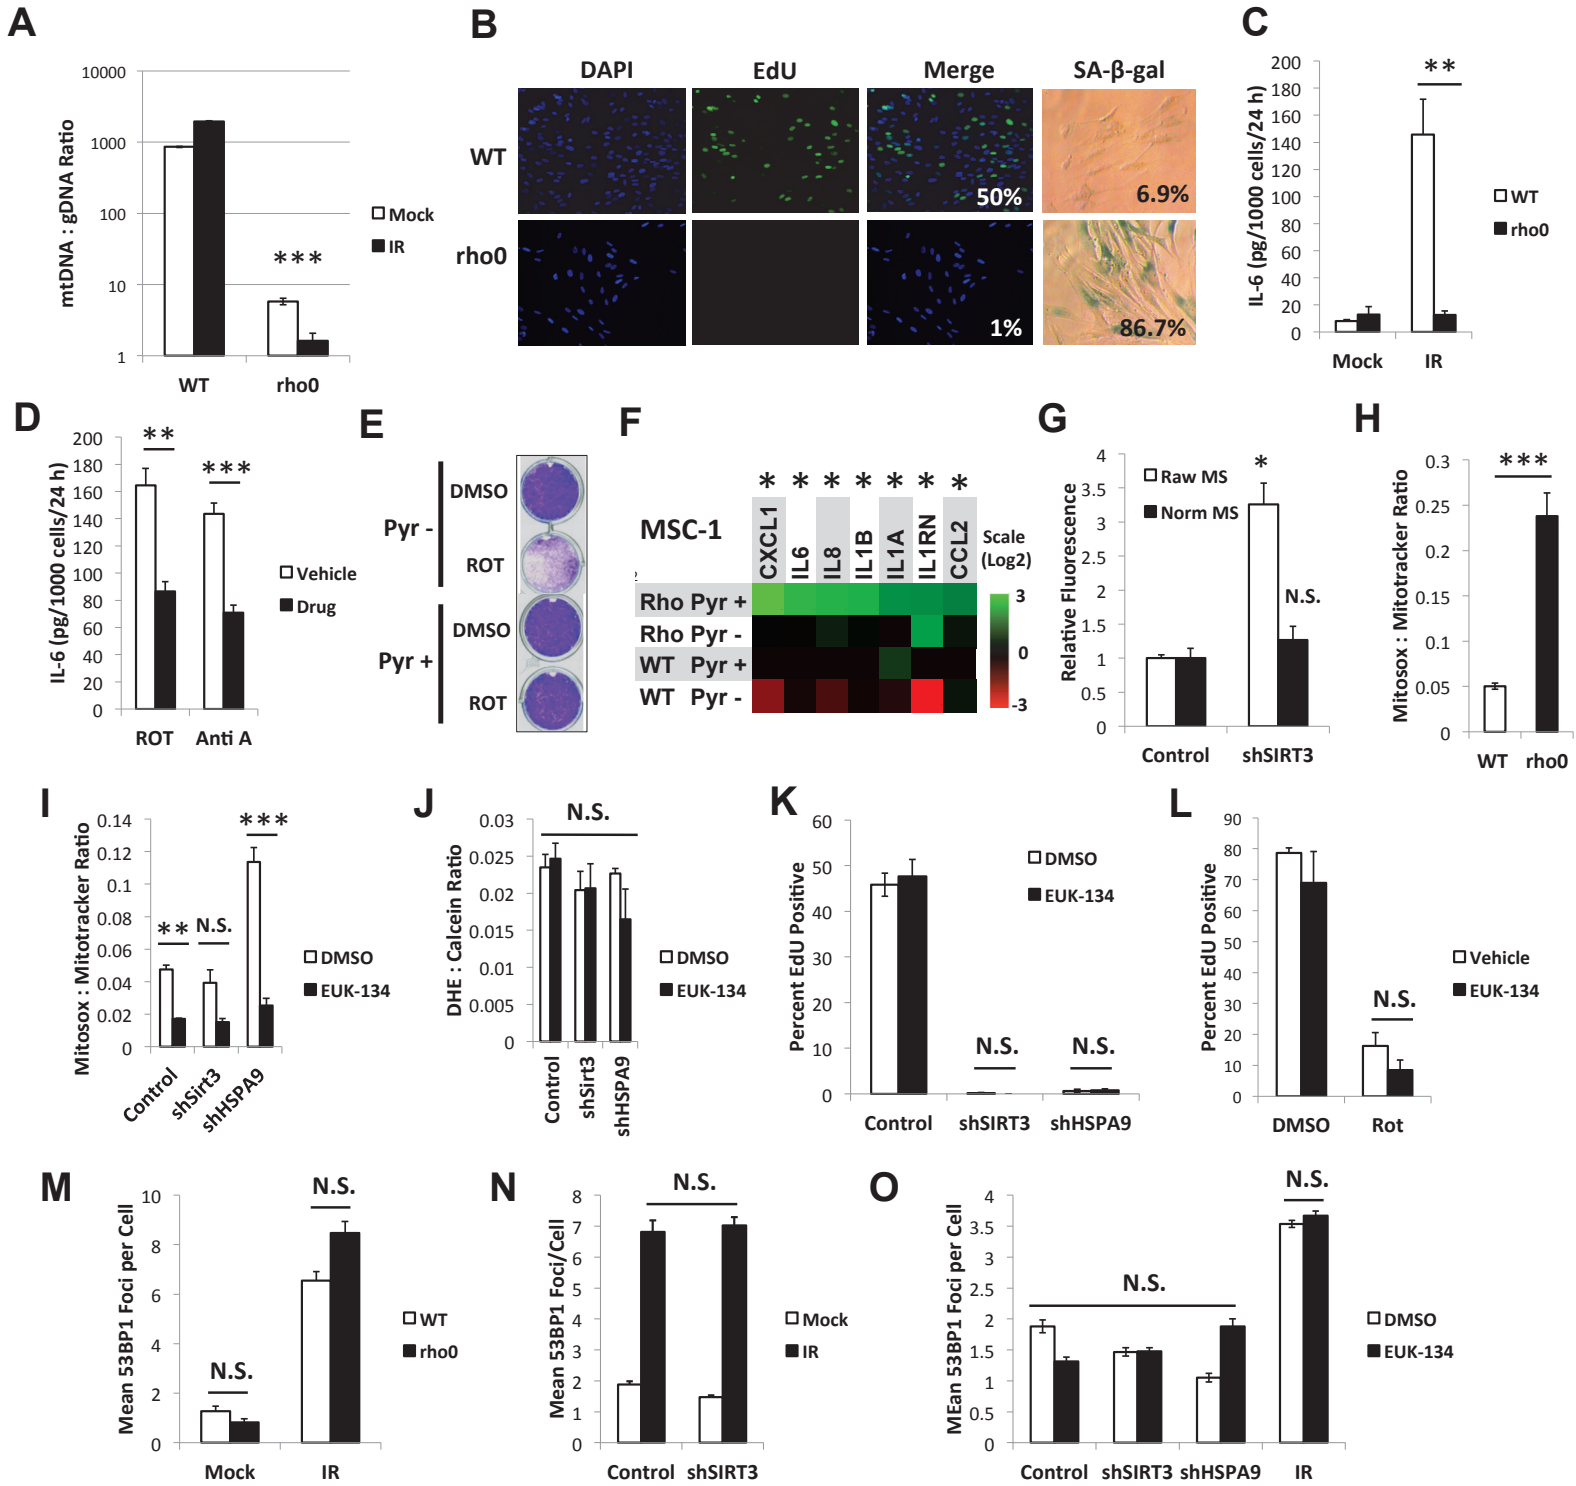 A
mtDNA : gDNA Ratio
10000
1000
100
10
1
***
WT
rho0
Mock
IR
B
DAPI
EdU
Merge
SA-β-gal
WT
50%
6.9%
rho0
1%
86.7%
C
IL-6 (pg/1000 cells/24 h)
200
180
160
140
120
100
80
60
40
20
0
**
Mock
IR
WT
rho0
D
IL-6 (pg/1000 cells/24 h)
200
180
160
140
120
100
80
60
40
20
0
**
***
ROT
Anti A
Vehicle
Drug
E
Pyr -
DMSO
ROT
Pyr +
DMSO
ROT
F
MSC-1
* * * * * * *
CXCL1
IL6
IL8
IL1B
IL1A
IL1RN
CCL2
Scale
(Log2)
2
Rho Pyr +
Rho Pyr -
WT Pyr +
WT Pyr -
3
0
-3
G
Relative Fluorescence
4
3.5
3
2.5
2
1.5
1
0.5
0
Raw MS
Norm MS
*
N.S.
Control
shSIRT3
H
Mitosox : Mitotracker Ratio
0.3
0.25
0.2
0.15
0.1
0.05
0
***
WT
rho0
I
Mitosox : Mitotracker Ratio
0.14
0.12
0.1
0.08
0.06
0.04
0.02
0
**
N.S.
***
Control
shSirt3
shHSPA9
DMSO
EUK-134
J
DHE : Calcein Ratio
0.03
0.025
0.02
0.015
0.01
0.005
0
N.S.
Control
shSirt3
shHSPA9
DMSO
EUK-134
K
Percent EdU Positive
60
50
40
30
20
10
0
DMSO
EUK-134
N.S.
N.S.
Control
shSIRT3
shHSPA9
L
Percent EdU Positive
90
80
70
60
50
40
30
20
10
0
N.S.
DMSO
Rot
Vehicle
EUK-134
M
Mean 53BP1 Foci per Cell
10
8
6
4
2
0
N.S.
N.S.
Mock
IR
WT
rho0
N
Mean 53BP1 Foci/Cell
8
7
6
5
4
3
2
1
0
N.S.
Control
shSIRT3
Mock
IR
O
MEan 53BP1 Foci per Cell
4
3.5
3
2.5
2
1.5
1
0.5
0
N.S.
N.S.
Control
shSIRT3
shHSPA9
IR
DMSO
EUK-134